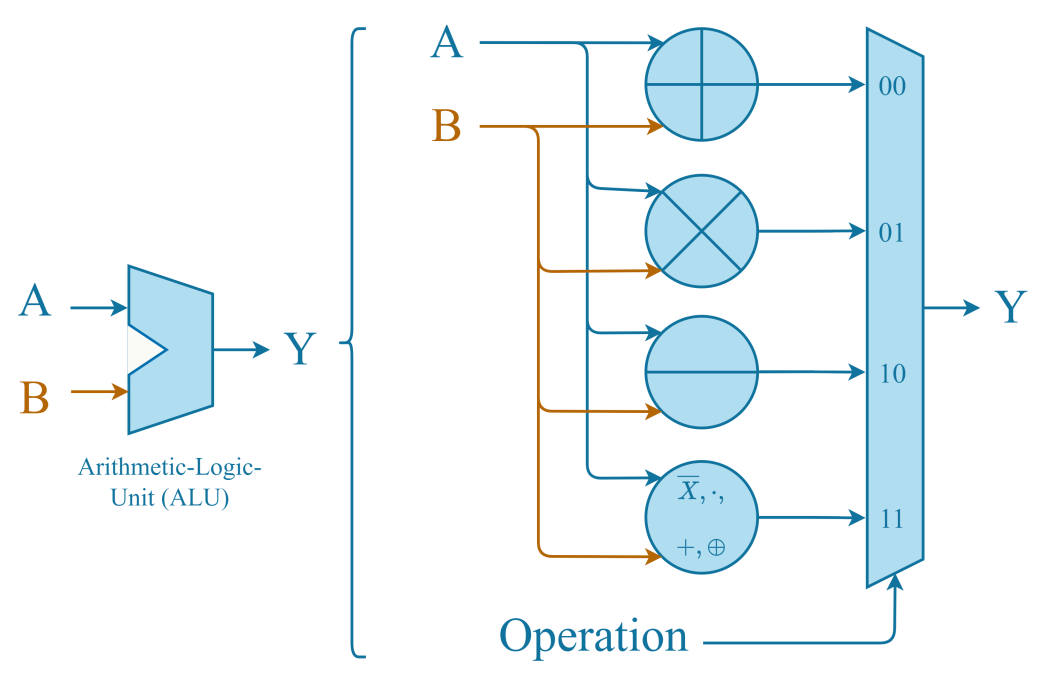 A
B
Y
Arithmetic-Logic-
Unit (ALU)
A
B
X̅, ·,
+, ⊕
00
01
10
11
Y
Operation